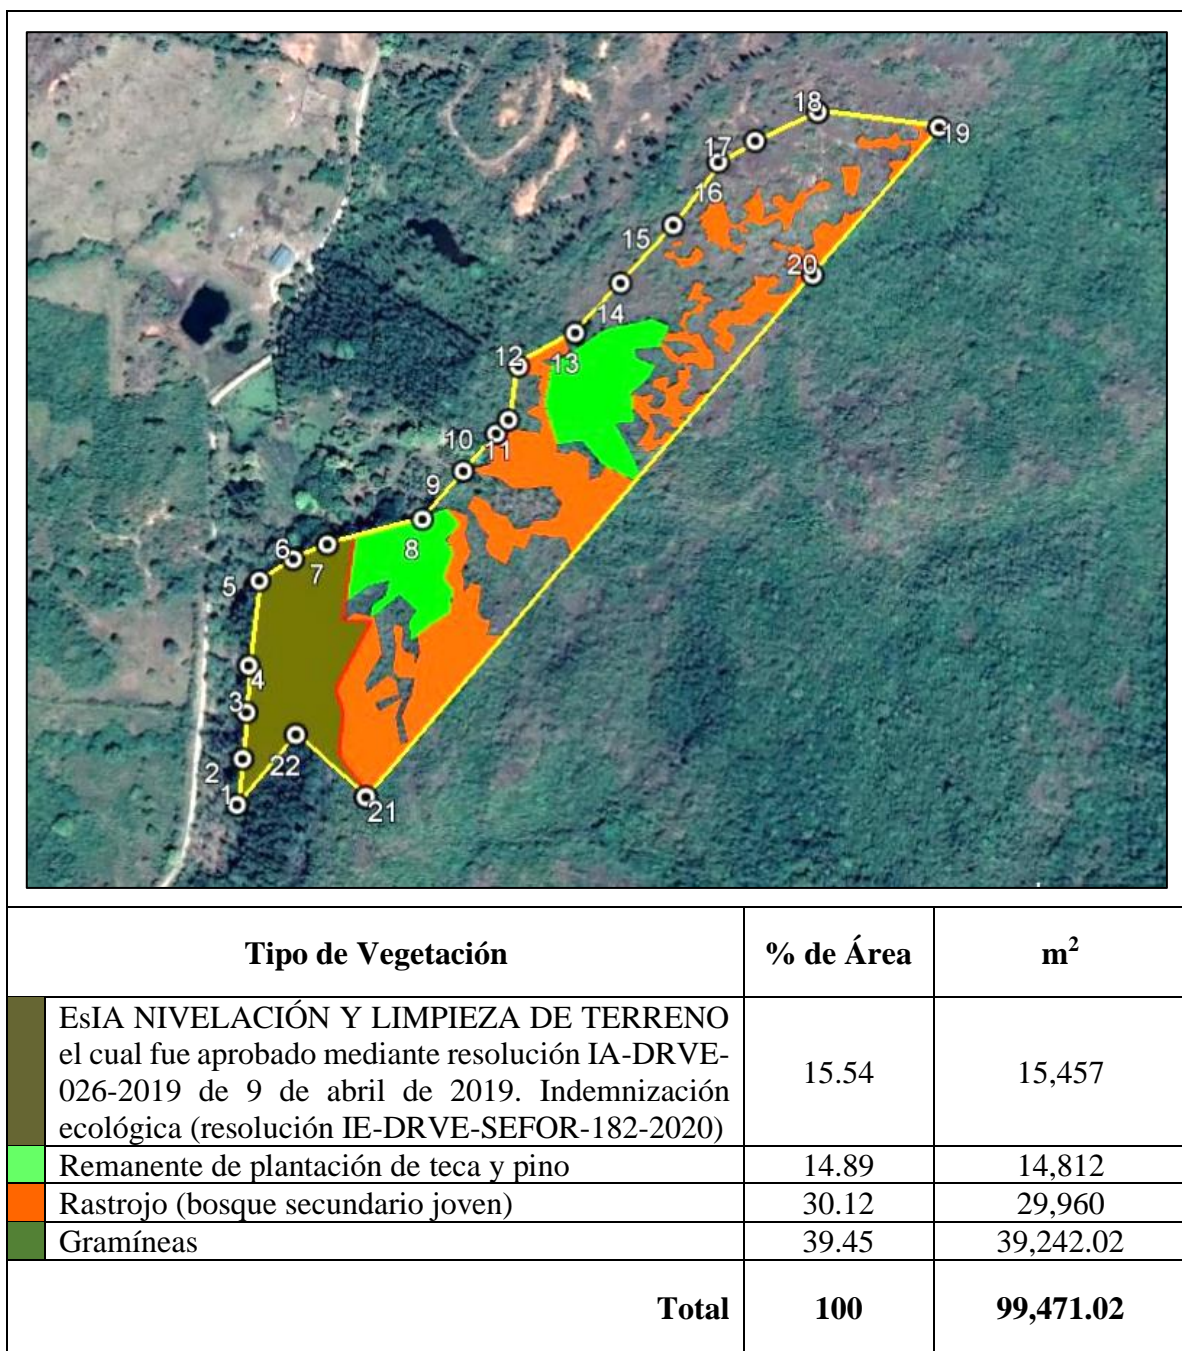 18
19
17
16
15
20
14
12
13
10
11
9
8
6
7
5
4
3
22
2
1
21
Tipo de Vegetación % de Área m²
EsIA NIVELACIÓN Y LIMPIEZA DE TERRENO
el cual fue aprobado mediante resolución IA-DRVE-
026-2019 de 9 de abril de 2019. Indemnización
ecológica (resolución IE-DRVE-SEFOR-182-2020)
15.54 15,457
Remanente de plantación de teca y pino 14.89 14,812
Rastrojo (bosque secundario joven) 30.12 29,960
Gramíneas 39.45 39,242.02
Total 100 99,471.02